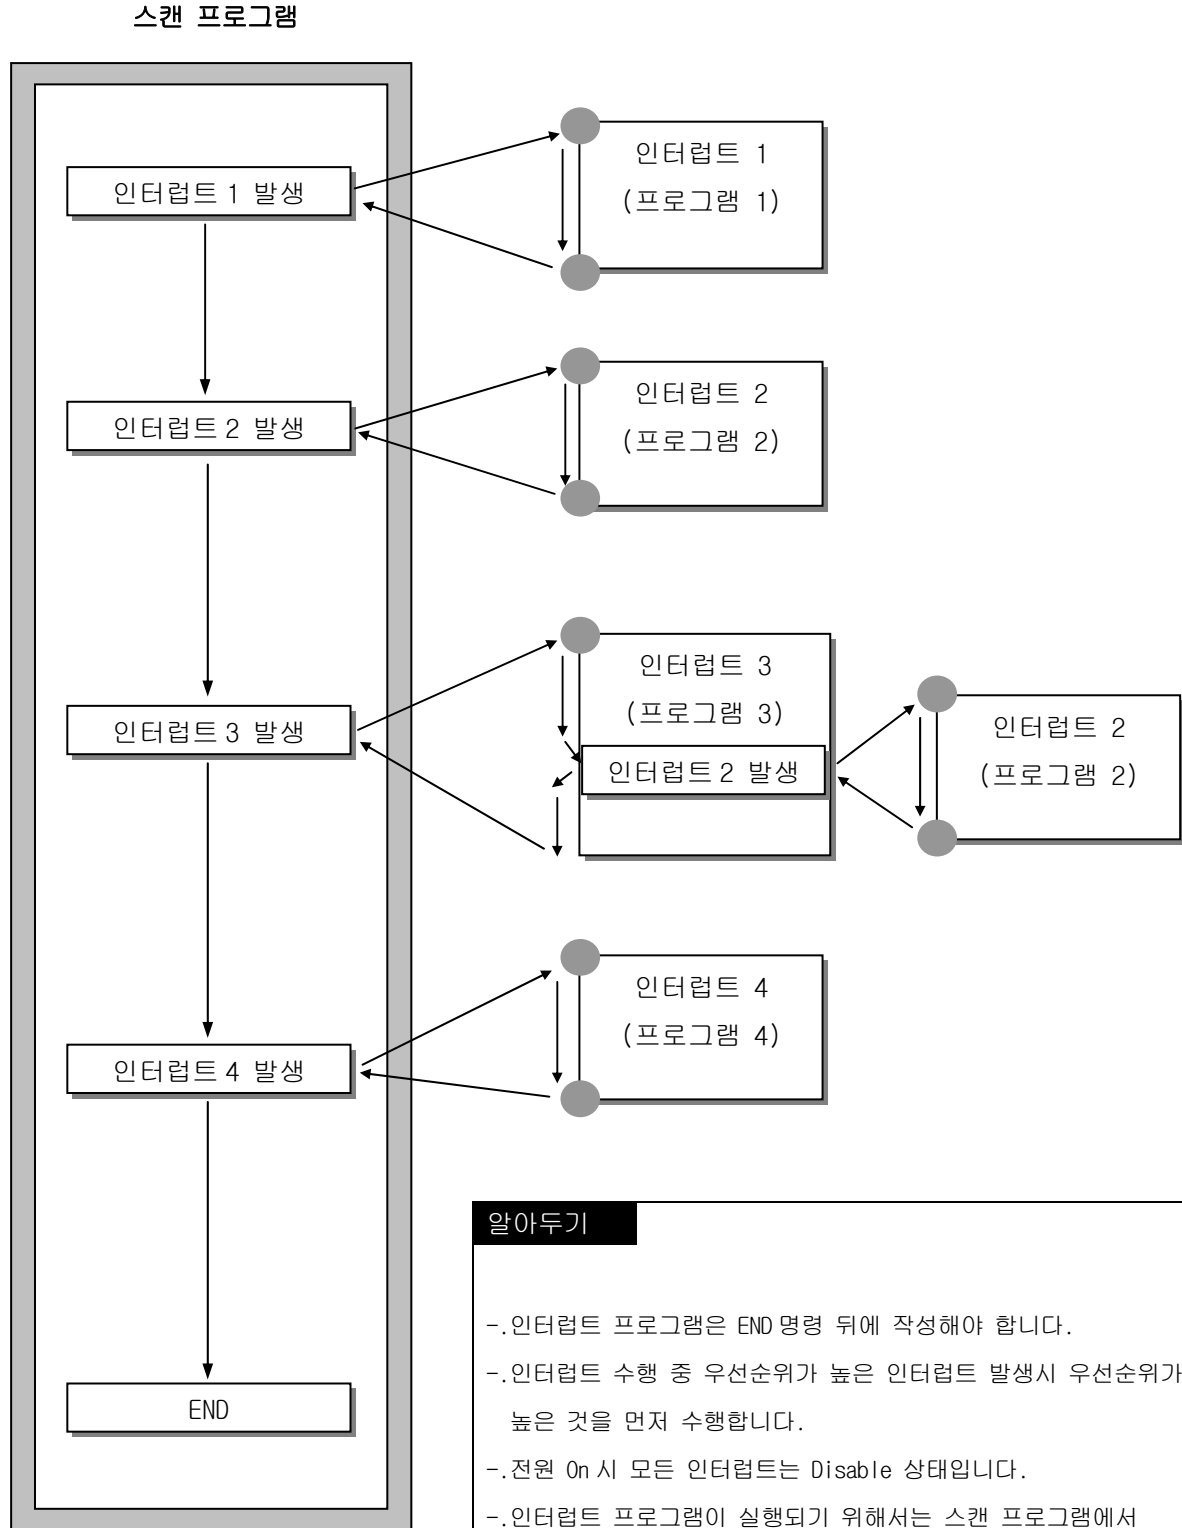 스캔 프로그램
인터럽트1 발생
인터럽트 1
(프로그램 1)
인터럽트2 발생
인터럽트 2
(프로그램 2)
인터럽트3 발생
인터럽트 3
(프로그램 3)
인터럽트2 발생
인터럽트 2
(프로그램 2)
인터럽트4 발생
인터럽트 4
(프로그램 4)
END
알아두기
-.인터럽트 프로그램은 END명령 뒤에 작성해야 합니다.
-.인터럽트 수행 중 우선순위가 높은 인터럽트 발생시 우선순위가
높은 것을 먼저 수행합니다.
-.전원 On시 모든 인터럽트는 Disable 상태입니다.
-.인터럽트 프로그램이 실행되기 위해서는 스캔 프로그램에서